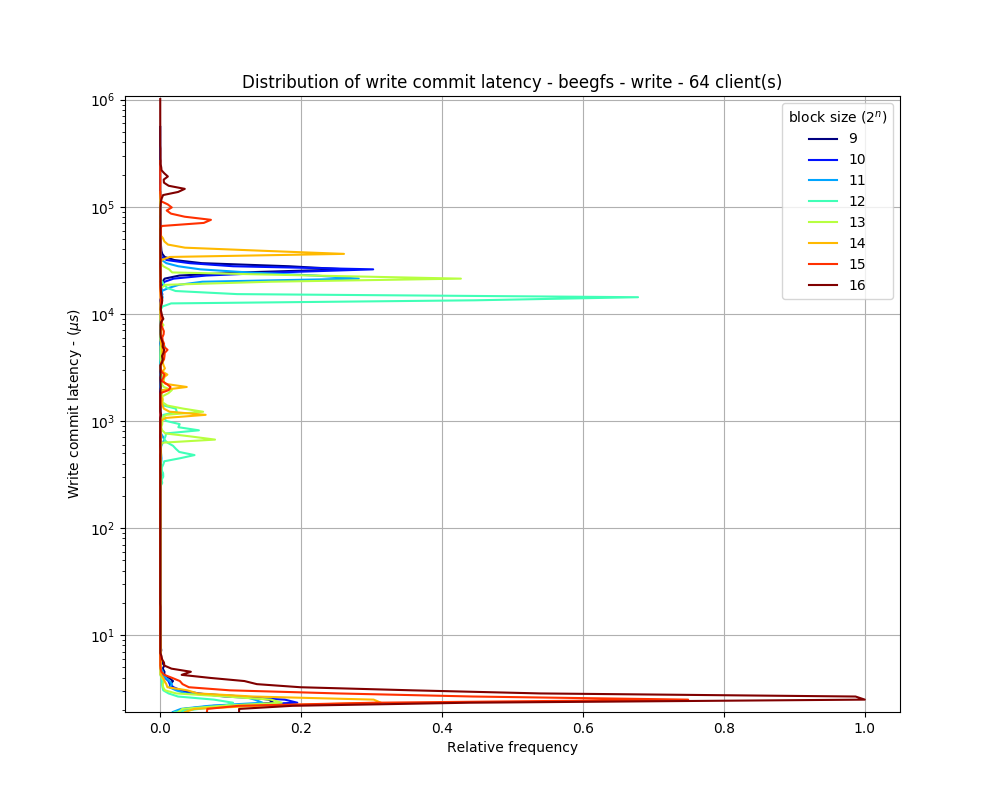 Distribution of write commit latency - beegfs - write - 64 client(s)
10⁶
10⁵
10⁴
10³
10²
10¹
Write commit latency - (μs)
block size (2ⁿ)
9
10
11
12
13
14
15
16
0.0 0.2 0.4 0.6 0.8 1.0
Relative frequency